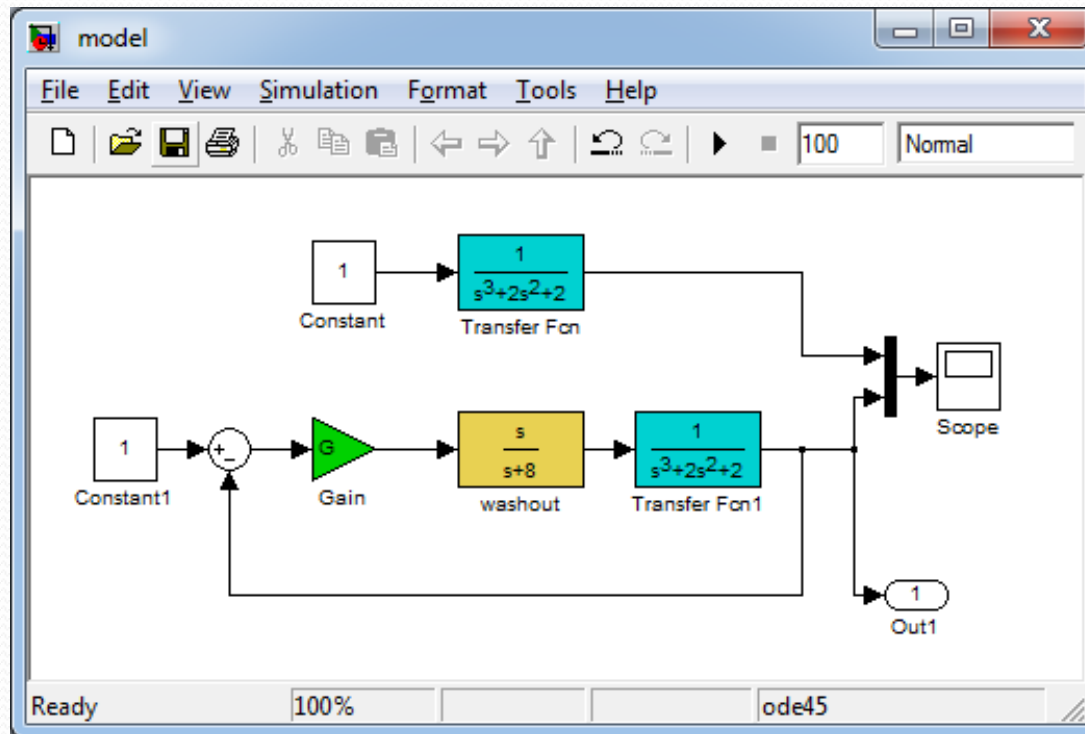 model
File Edit View Simulation Format Tools Help
100 Normal
1
Constant
1
s³+2s²+2
Transfer Fcn
Scope
1
Constant1
+
-
G
Gain
s
s+8
washout
1
s³+2s²+2
Transfer Fcn1
1
Out1
Ready 100% ode45